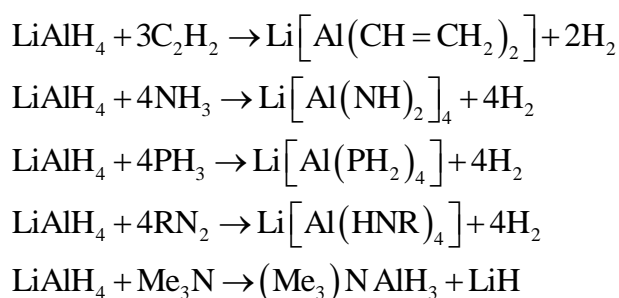 LiAlH₄ + 3C₂H₂ → Li[Al(CH = CH₂)₂] + 2H₂
LiAlH₄ + 4NH₃ → Li[Al(NH)₂]₄ + 4H₂
LiAlH₄ + 4PH₃ → Li[Al(PH₂)₄] + 4H₂
LiAlH₄ + 4RN₂ → Li[Al(HNR)₄] + 4H₂
LiAlH₄ + Me₃N → (Me₃)N AlH₃ + LiH